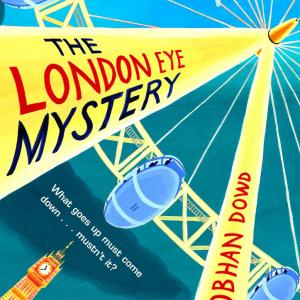 THE
LONDON EYE
MYSTERY
What goes up must come
down . . . mustn't it?
OBHAN DOWD